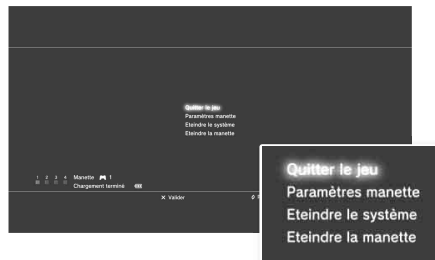 Quitter le jeu
Paramètres manette
Eteindre le système
Eteindre la manette
1 2 3 4 Manette 1
Chargement terminé
Valider
Quitter le jeu
Paramètres manette
Eteindre le système
Eteindre la manette